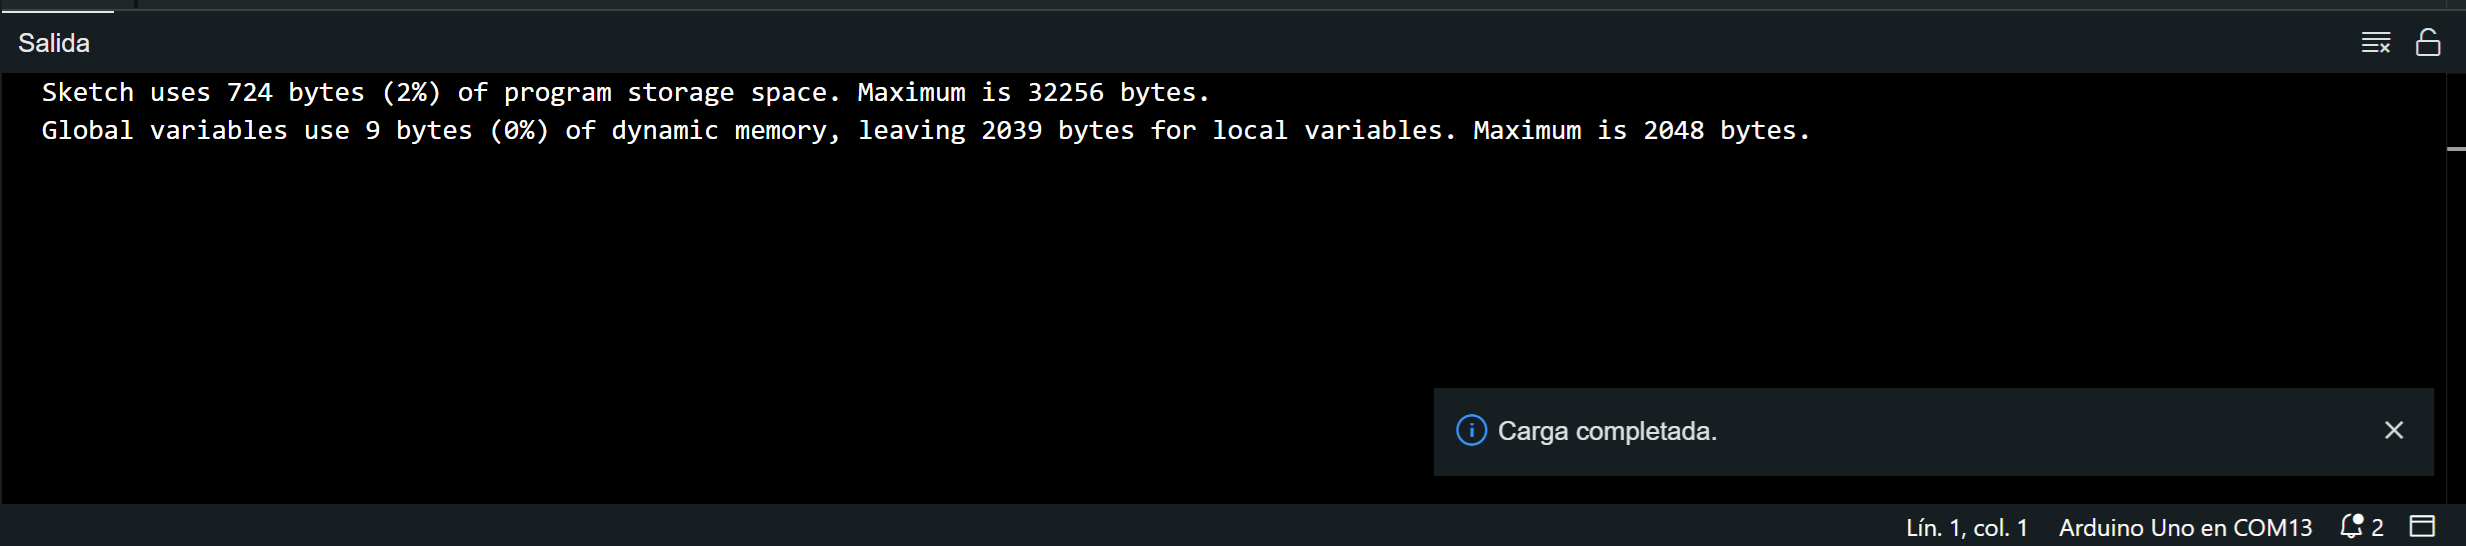 Salida
Sketch uses 724 bytes (2%) of program storage space. Maximum is 32256 bytes.
Global variables use 9 bytes (0%) of dynamic memory, leaving 2039 bytes for local variables. Maximum is 2048 bytes.
Carga completada.
Lín. 1, col. 1 Arduino Uno en COM13 2